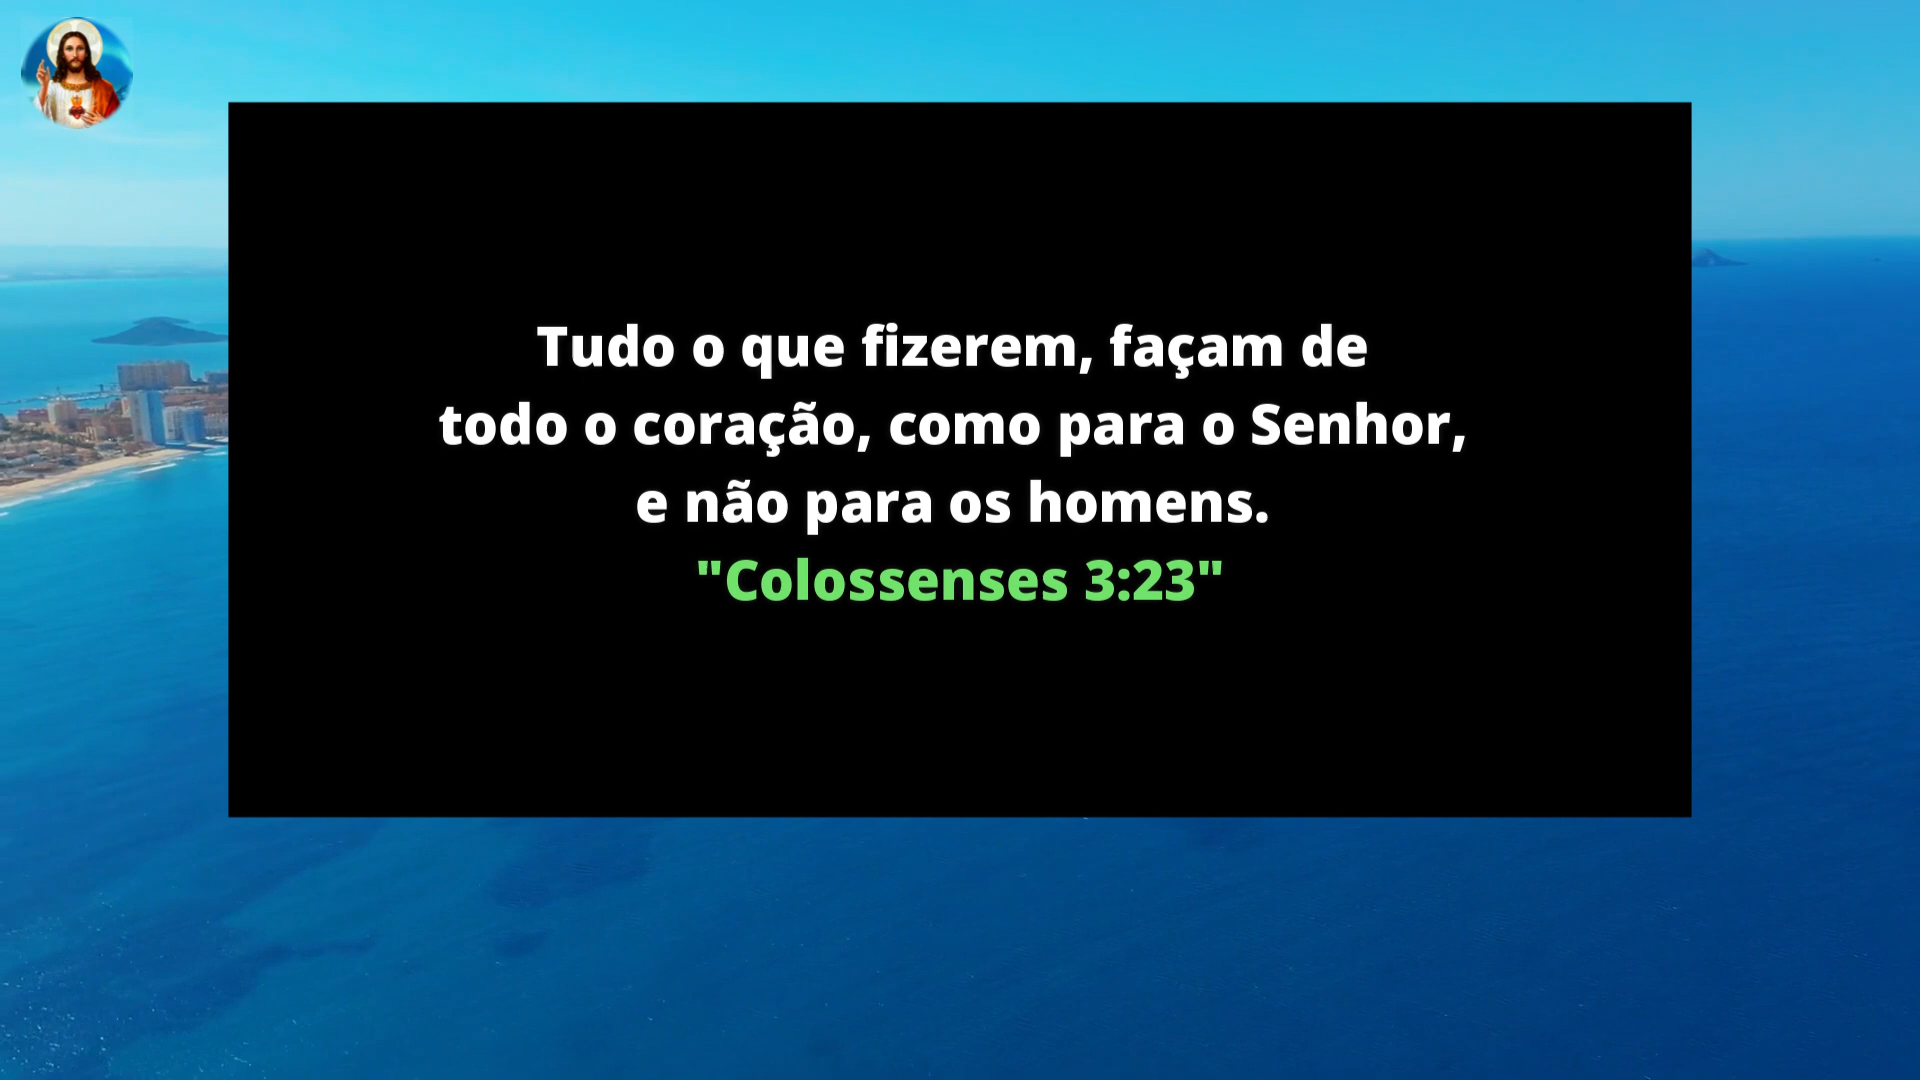 Tudo o que fizerem, façam de
todo o coração, como para o Senhor,
e não para os homens.
"Colossenses 3:23"